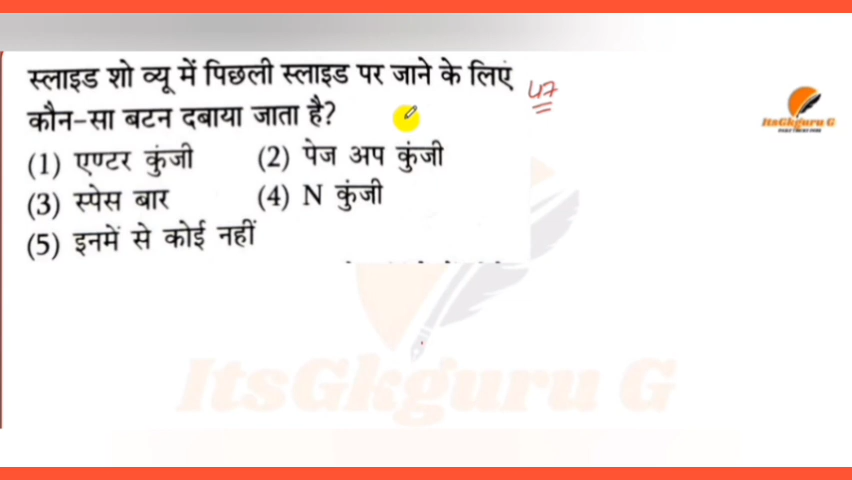 स्लाइड शो व्यू में पिछली स्लाइड पर जाने के लिए
कौन-सा बटन दबाया जाता है?
47
(1) एण्टर कुंजी (2) पेज अप कुंजी
(3) स्पेस बार (4) N कुंजी
(5) इनमें से कोई नहीं
ItsGkguru G
ItsGkguru G